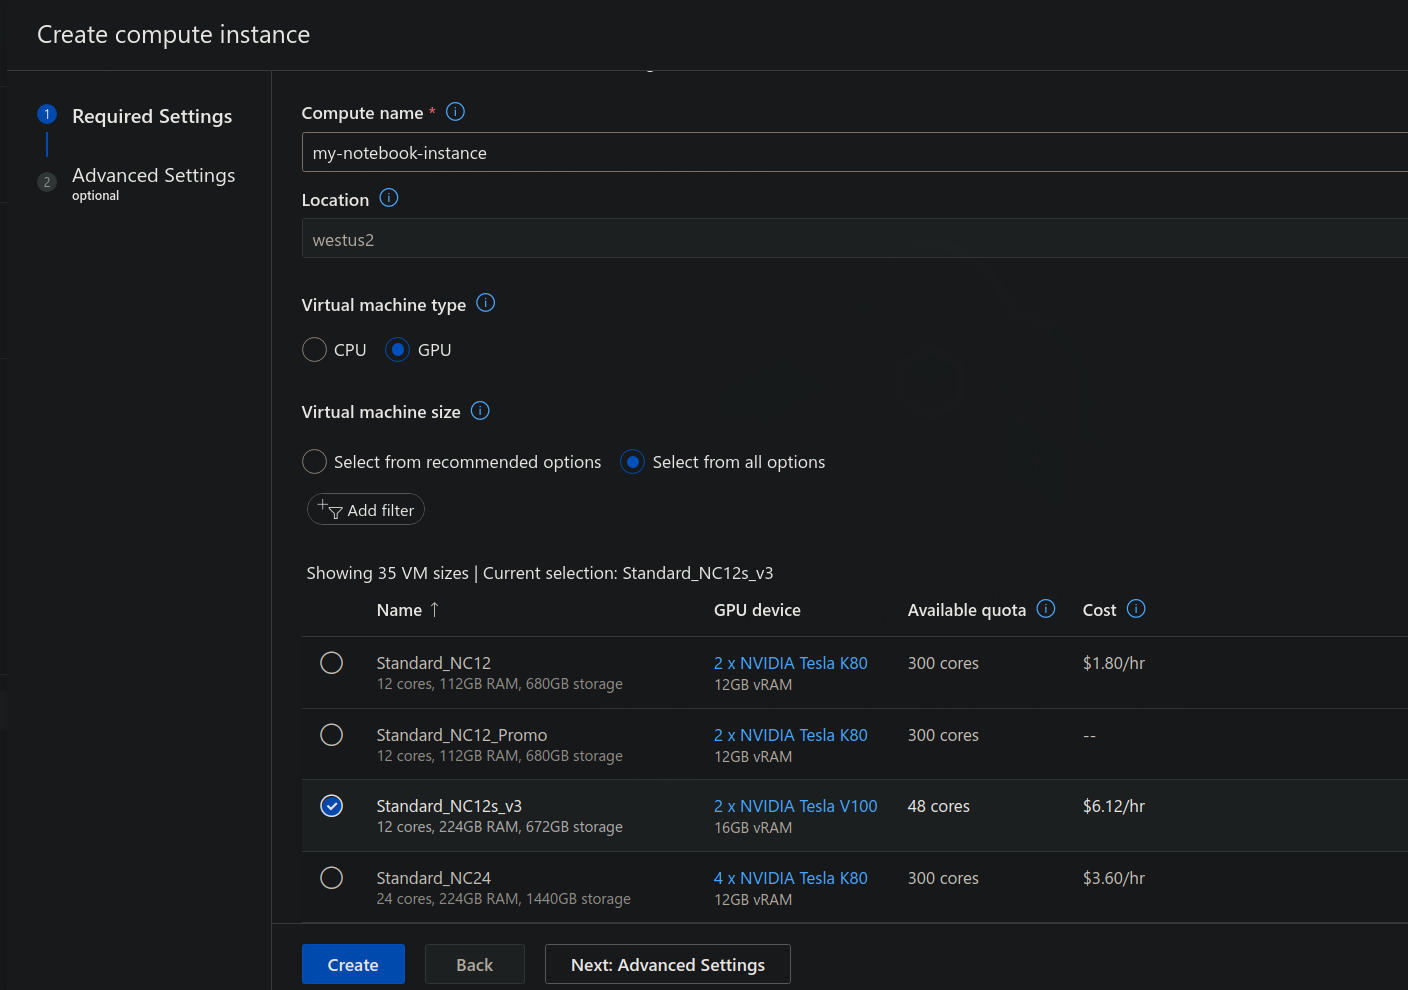 Create compute instance
1 Required Settings
2 Advanced Settings
optional
Compute name *
my-notebook-instance
Location
westus2
Virtual machine type
CPU GPU
Virtual machine size
Select from recommended options Select from all options
Add filter
Showing 35 VM sizes | Current selection: Standard_NC12s_v3
Name ↑ GPU device Available quota Cost
Standard_NC12 2 x NVIDIA Tesla K80 300 cores $1.80/hr
12 cores, 112GB RAM, 680GB storage 12GB vRAM
Standard_NC12_Promo 2 x NVIDIA Tesla K80 300 cores --
12 cores, 112GB RAM, 680GB storage 12GB vRAM
Standard_NC12s_v3 2 x NVIDIA Tesla V100 48 cores $6.12/hr
12 cores, 224GB RAM, 672GB storage 16GB vRAM
Standard_NC24 4 x NVIDIA Tesla K80 300 cores $3.60/hr
24 cores, 224GB RAM, 1440GB storage 12GB vRAM
Create Back Next: Advanced Settings